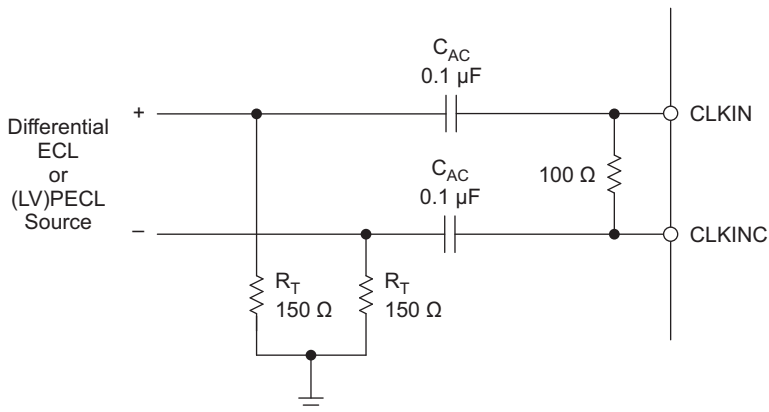 C_AC
0.1 µF
+
CLKIN
Differential
ECL
or
(LV)PECL
Source
C_AC
0.1 µF
100 Ω
–
CLKINC
R_T
150 Ω
R_T
150 Ω